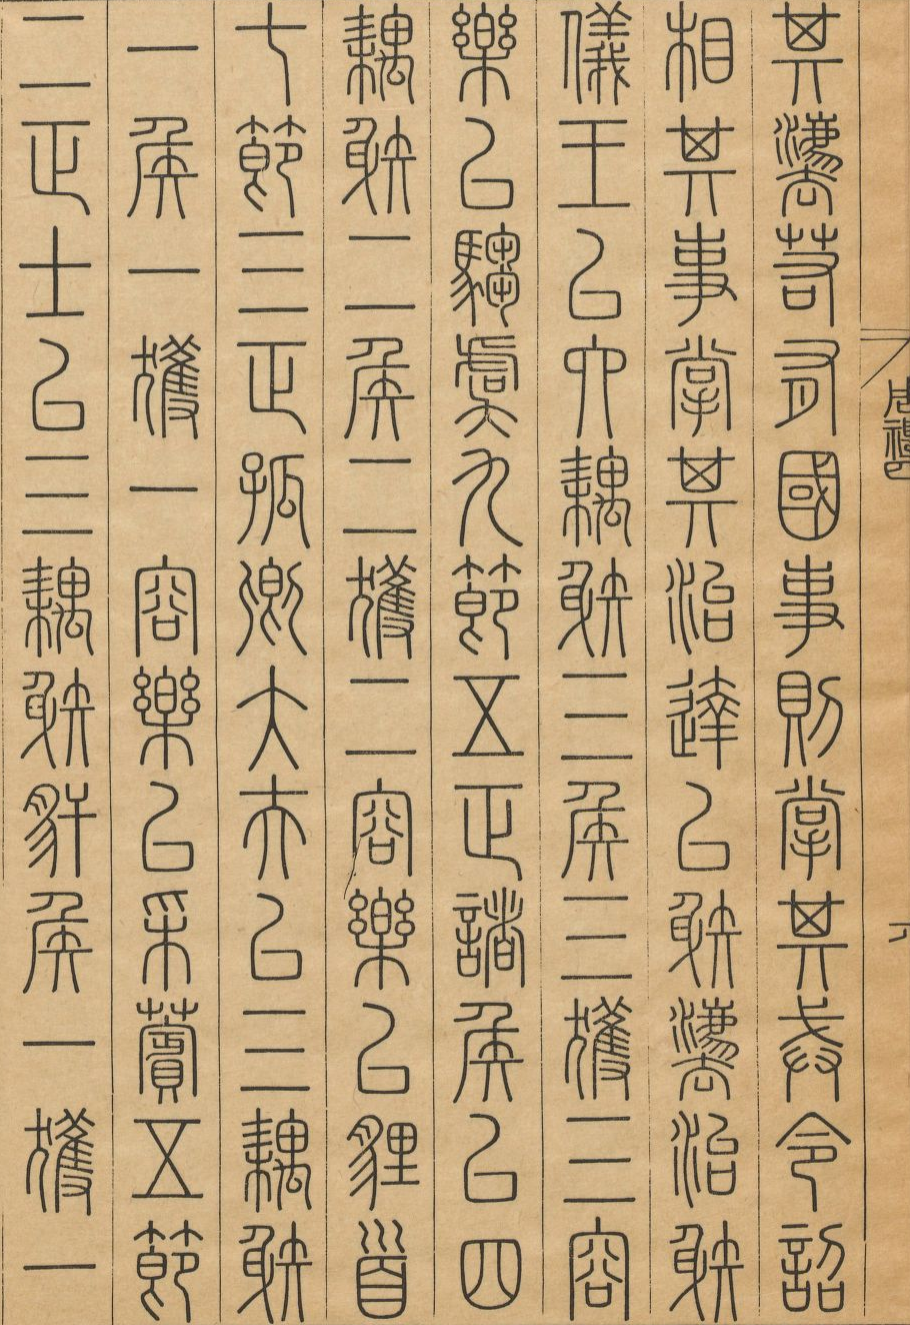 周禮
其灋若有國事則掌其戒令詔
相其事掌其治達以射灋治射
儀王以六耦射三侯三獲三容
樂以騶虞九節五正諸侯以四
耦射二侯二獲二容樂以貍首
七節三正孤卿大夫以三耦射
一侯一獲一容樂以采薲五節
二正士以三耦射豻侯一獲一